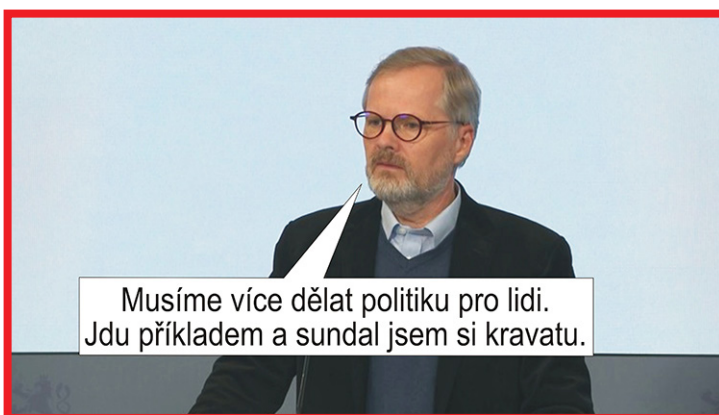 Musíme více dělat politiku pro lidi.
Jdu příkladem a sundal jsem si kravatu.